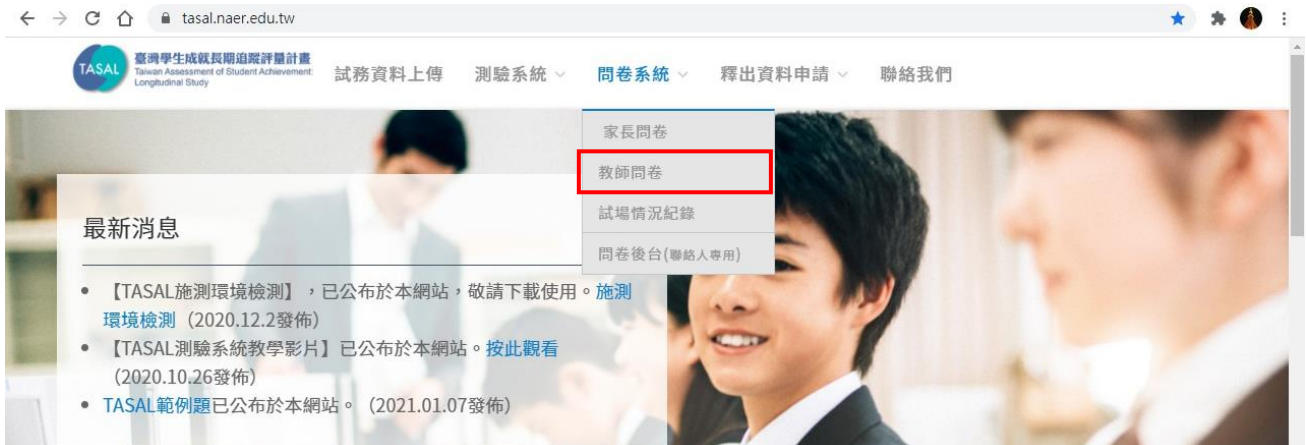 tasal.naer.edu.tw
TASAL
臺灣學生成就長期追蹤評量計畫
Taiwan Assessment of Student Achievement:
Longitudinal Study
試務資料上傳 測驗系統 問卷系統 釋出資料申請 聯絡我們
家長問卷
教師問卷
試場情況紀錄
問卷後台(聯絡人專用)
最新消息
• 【TASAL施測環境檢測】，已公布於本網站，敬請下載使用。施測
環境檢測（2020.12.2發佈）
• 【TASAL測驗系統教學影片】已公布於本網站。按此觀看
（2020.10.26發佈）
• TASAL範例題已公布於本網站。（2021.01.07發佈）